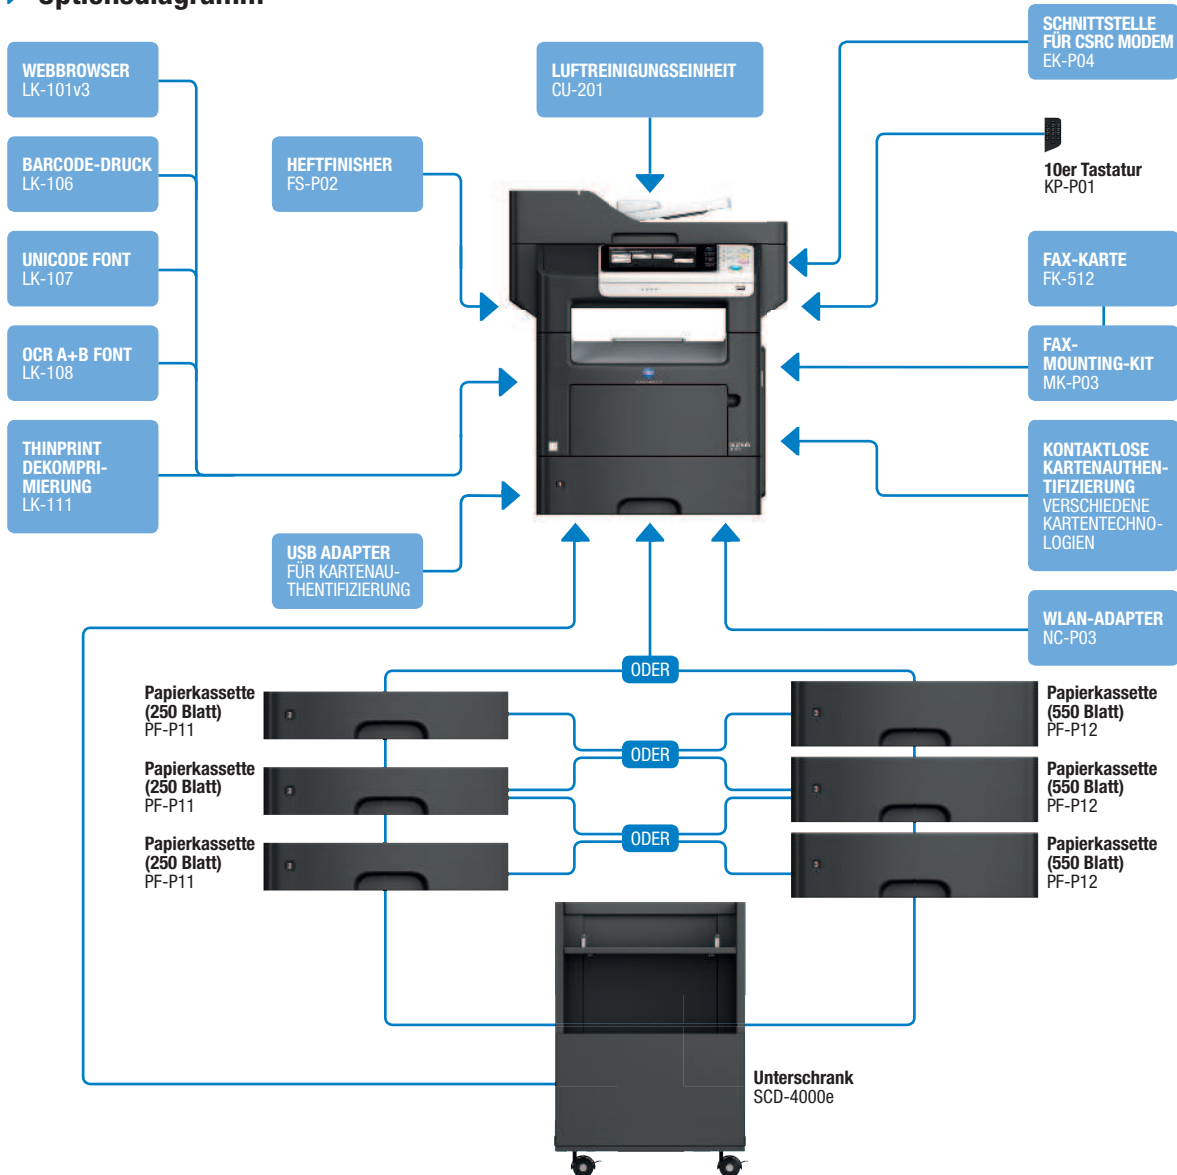 Optionsdiagramm
SCHNITTSTELLE
FÜR CSRC MODEM
EK-P04
WEBBROWSER
LK-101v3
LUFTREINIGUNGSEINHEIT
CU-201
BARCODE-DRUCK
LK-106
HEFTFINISHER
FS-P02
10er Tastatur
KP-P01
UNICODE FONT
LK-107
FAX-KARTE
FK-512
OCR A+B FONT
LK-108
FAX-
MOUNTING-KIT
MK-P03
THINPRINT
DEKOMPRI-
MIERUNG
LK-111
KONTAKTLOSE
KARTENAUTHEN-
TIFIZIERUNG
VERSCHIEDENE
KARTENTECHNO-
LOGIEN
USB ADAPTER
FÜR KARTENAU-
THENTIFIZIERUNG
WLAN-ADAPTER
NC-P03
ODER
Papierkassette
(250 Blatt)
PF-P11
Papierkassette
(550 Blatt)
PF-P12
ODER
Papierkassette
(250 Blatt)
PF-P11
Papierkassette
(550 Blatt)
PF-P12
ODER
Papierkassette
(250 Blatt)
PF-P11
Papierkassette
(550 Blatt)
PF-P12
Unterschrank
SCD-4000e